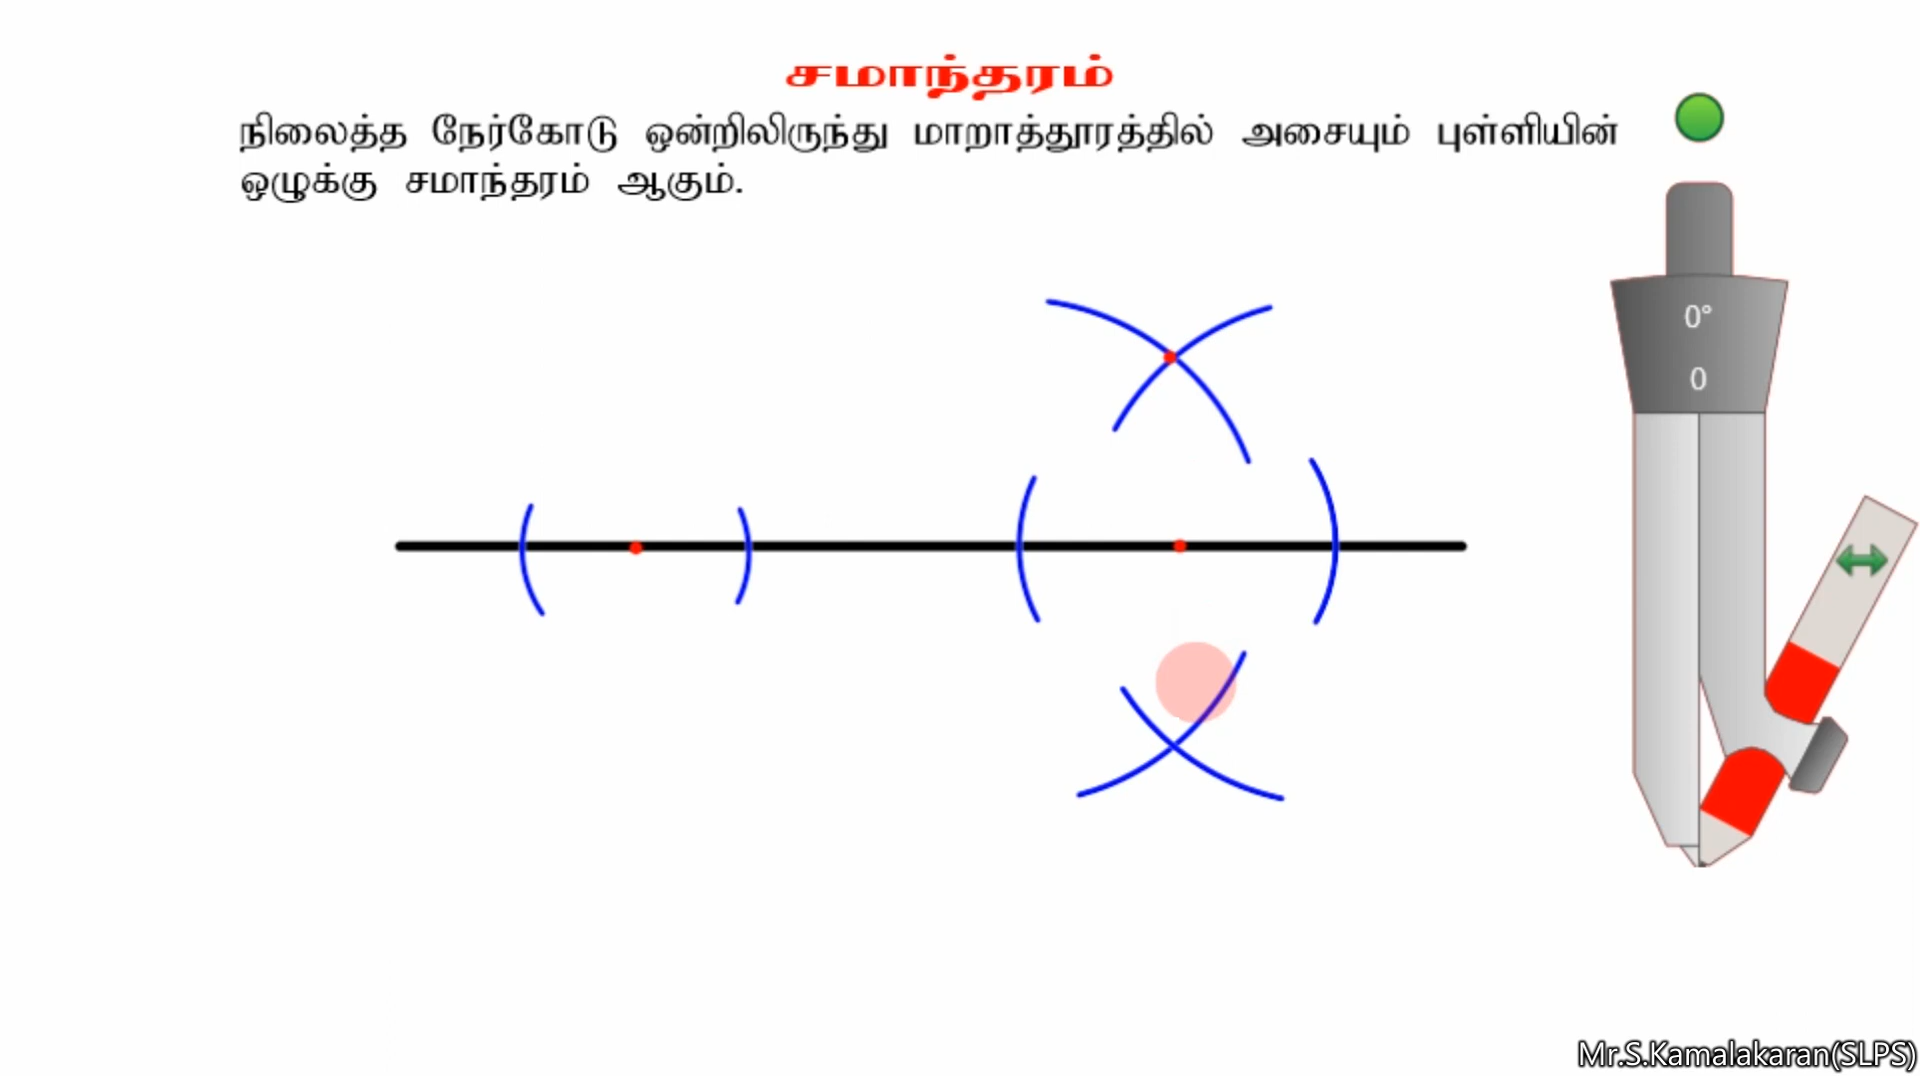 சமாந்தரம்
நிலைத்த நேர்கோடு ஒன்றிலிருந்து மாறாத்தூரத்தில் அசையும் புள்ளியின்
ஒழுக்கு சமாந்தரம் ஆகும்.
0°
0
Mr.S.Kamalakaran(SLPS)